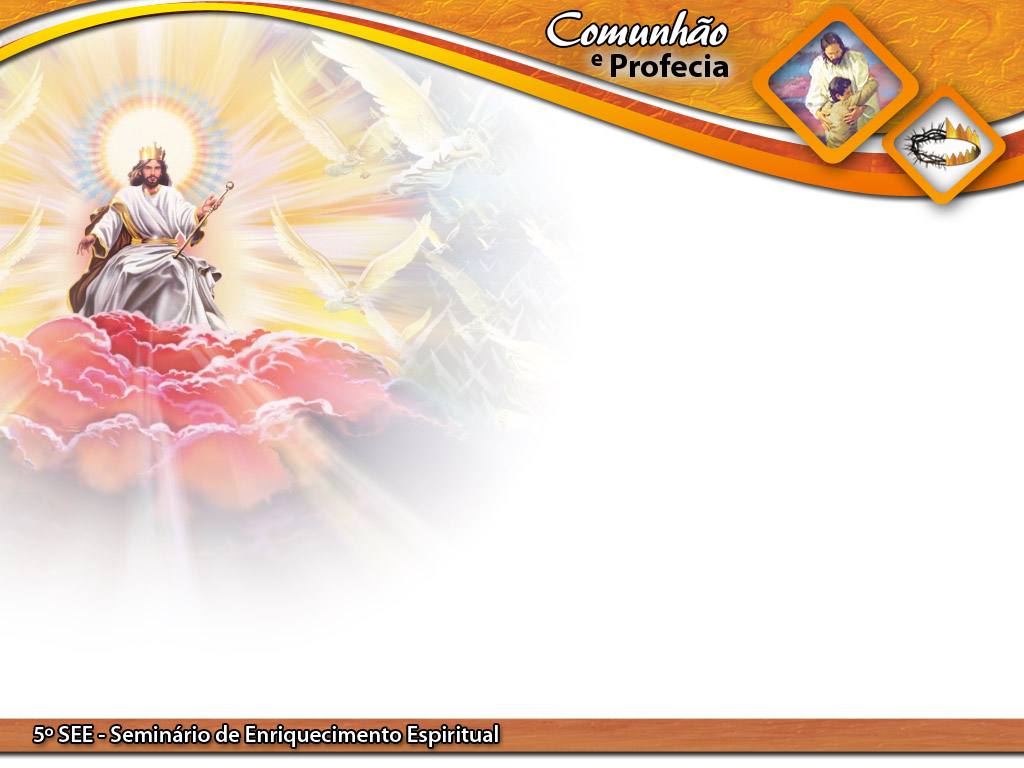 Comunhão
e Profecia
5º SEE - Seminário de Enriquecimento Espiritual